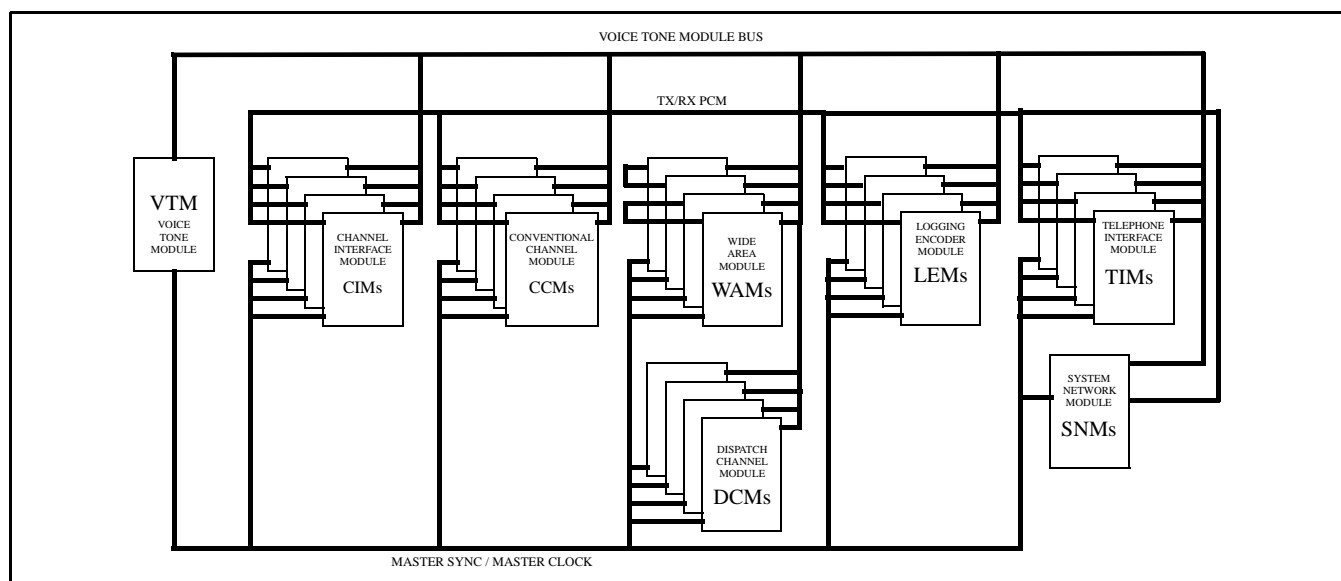 VOICE TONE MODULE BUS
TX/RX PCM
VTM
VOICE
TONE
MODULE
CHANNEL
INTERFACE
MODULE
CIMs
CONVENTIONAL
CHANNEL
MODULE
CCMs
WIDE
AREA
MODULE
WAMs
LOGGING
ENCODER
MODULE
LEMs
TELEPHONE
INTERFACE
MODULE
TIMs
SYSTEM
NETWORK
MODULE
SNMs
DISPATCH
CHANNEL
MODULE
DCMs
MASTER SYNC / MASTER CLOCK